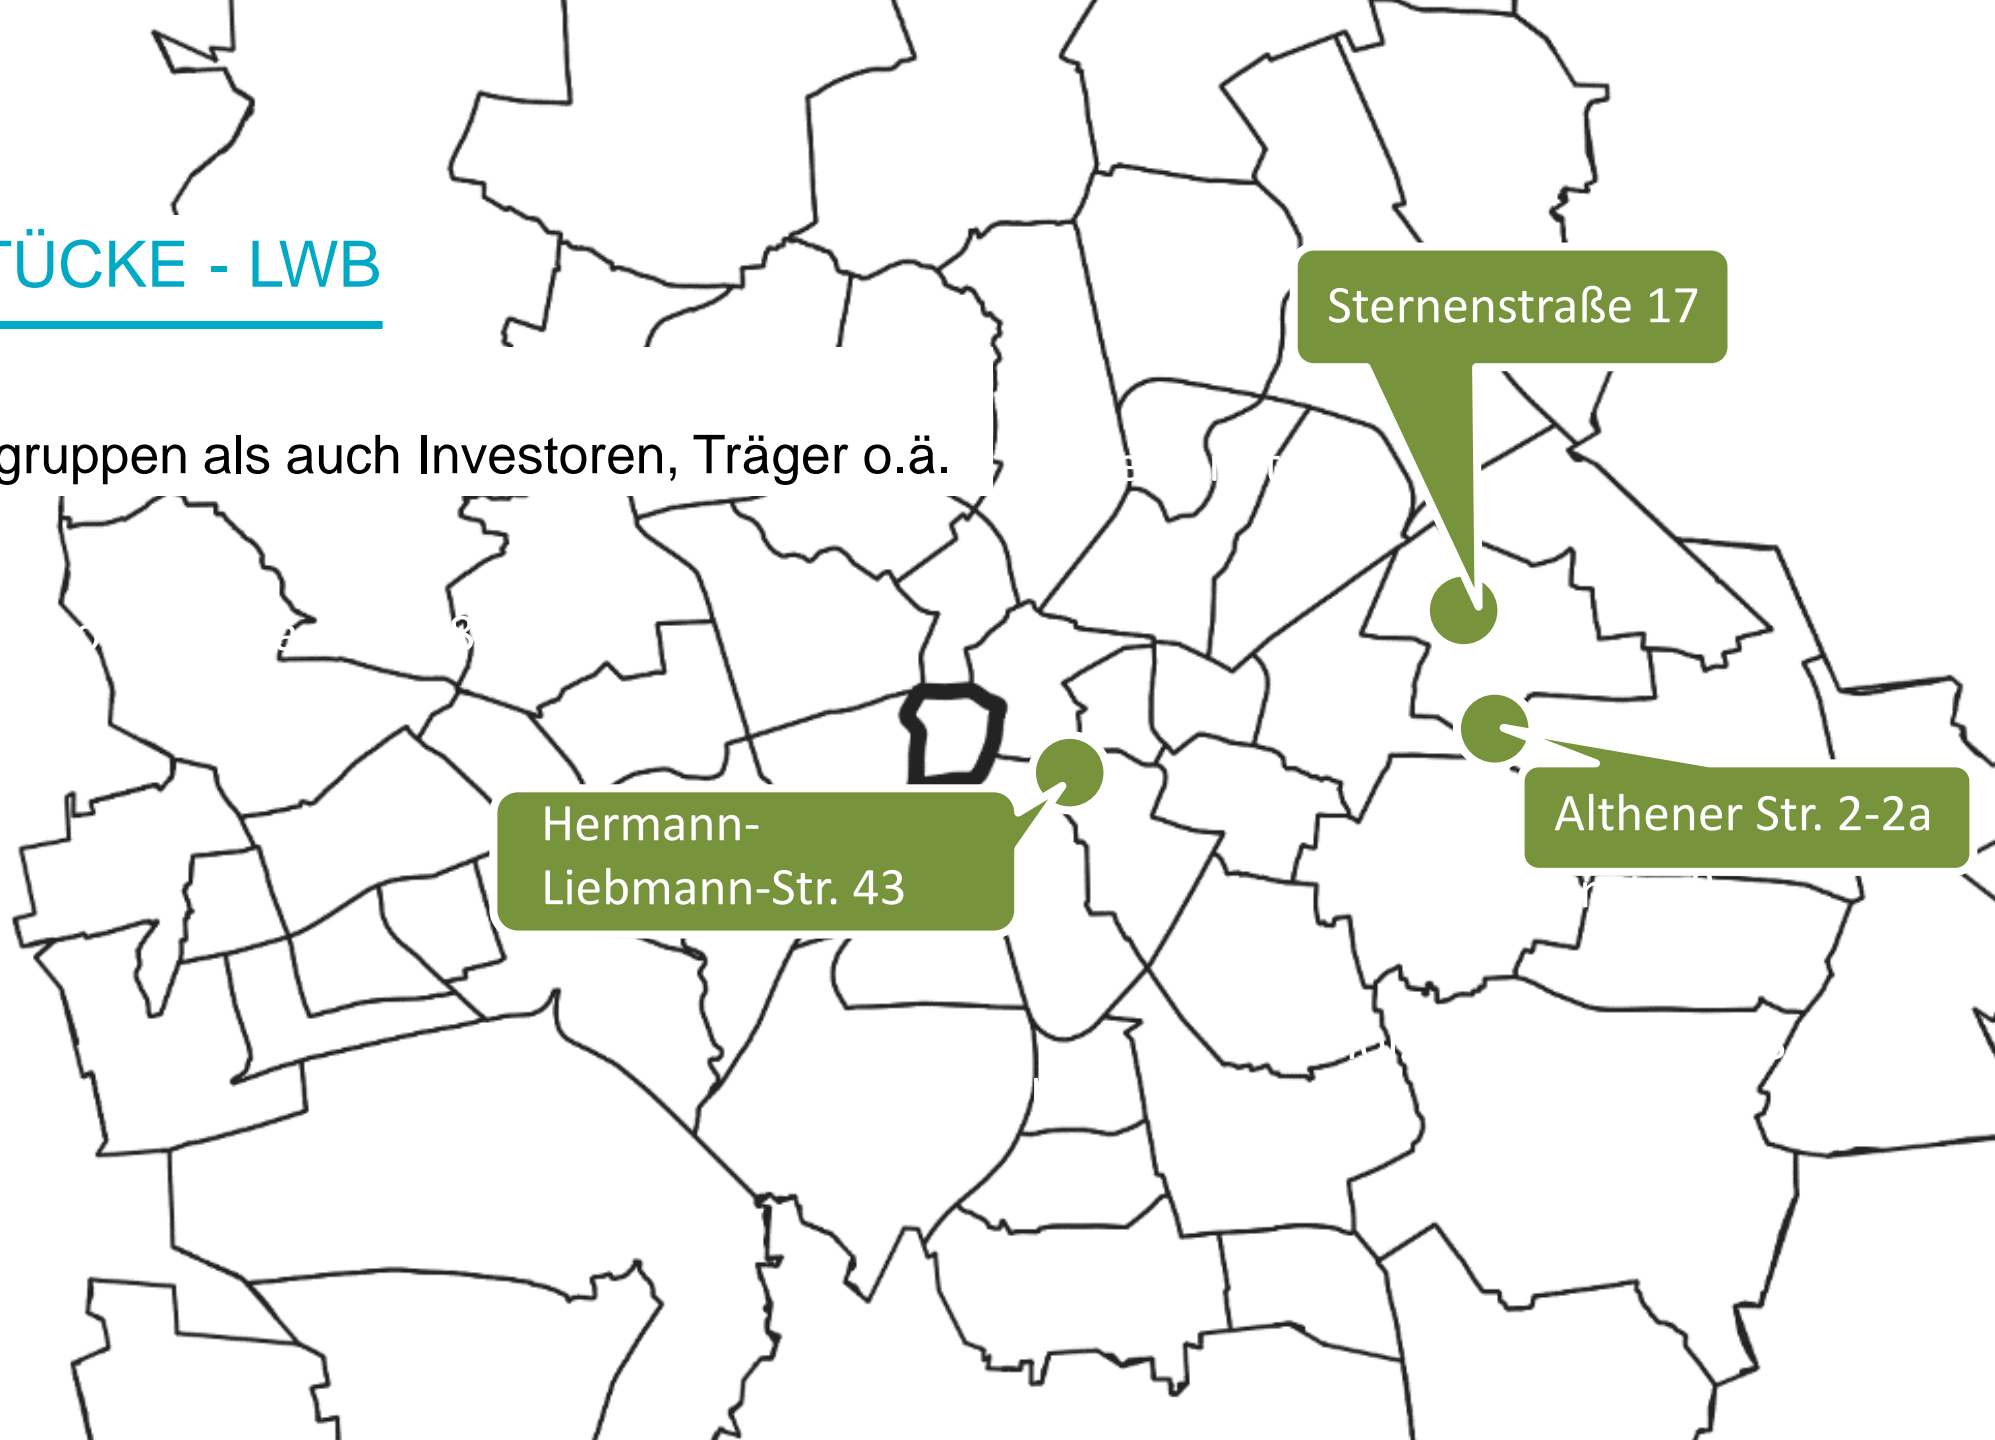 TÜCKE - LWB
Sternenstraße 17
gruppen als auch Investoren, Träger o.ä.
Althener Str. 2-2a
Hermann-
Liebmann-Str. 43